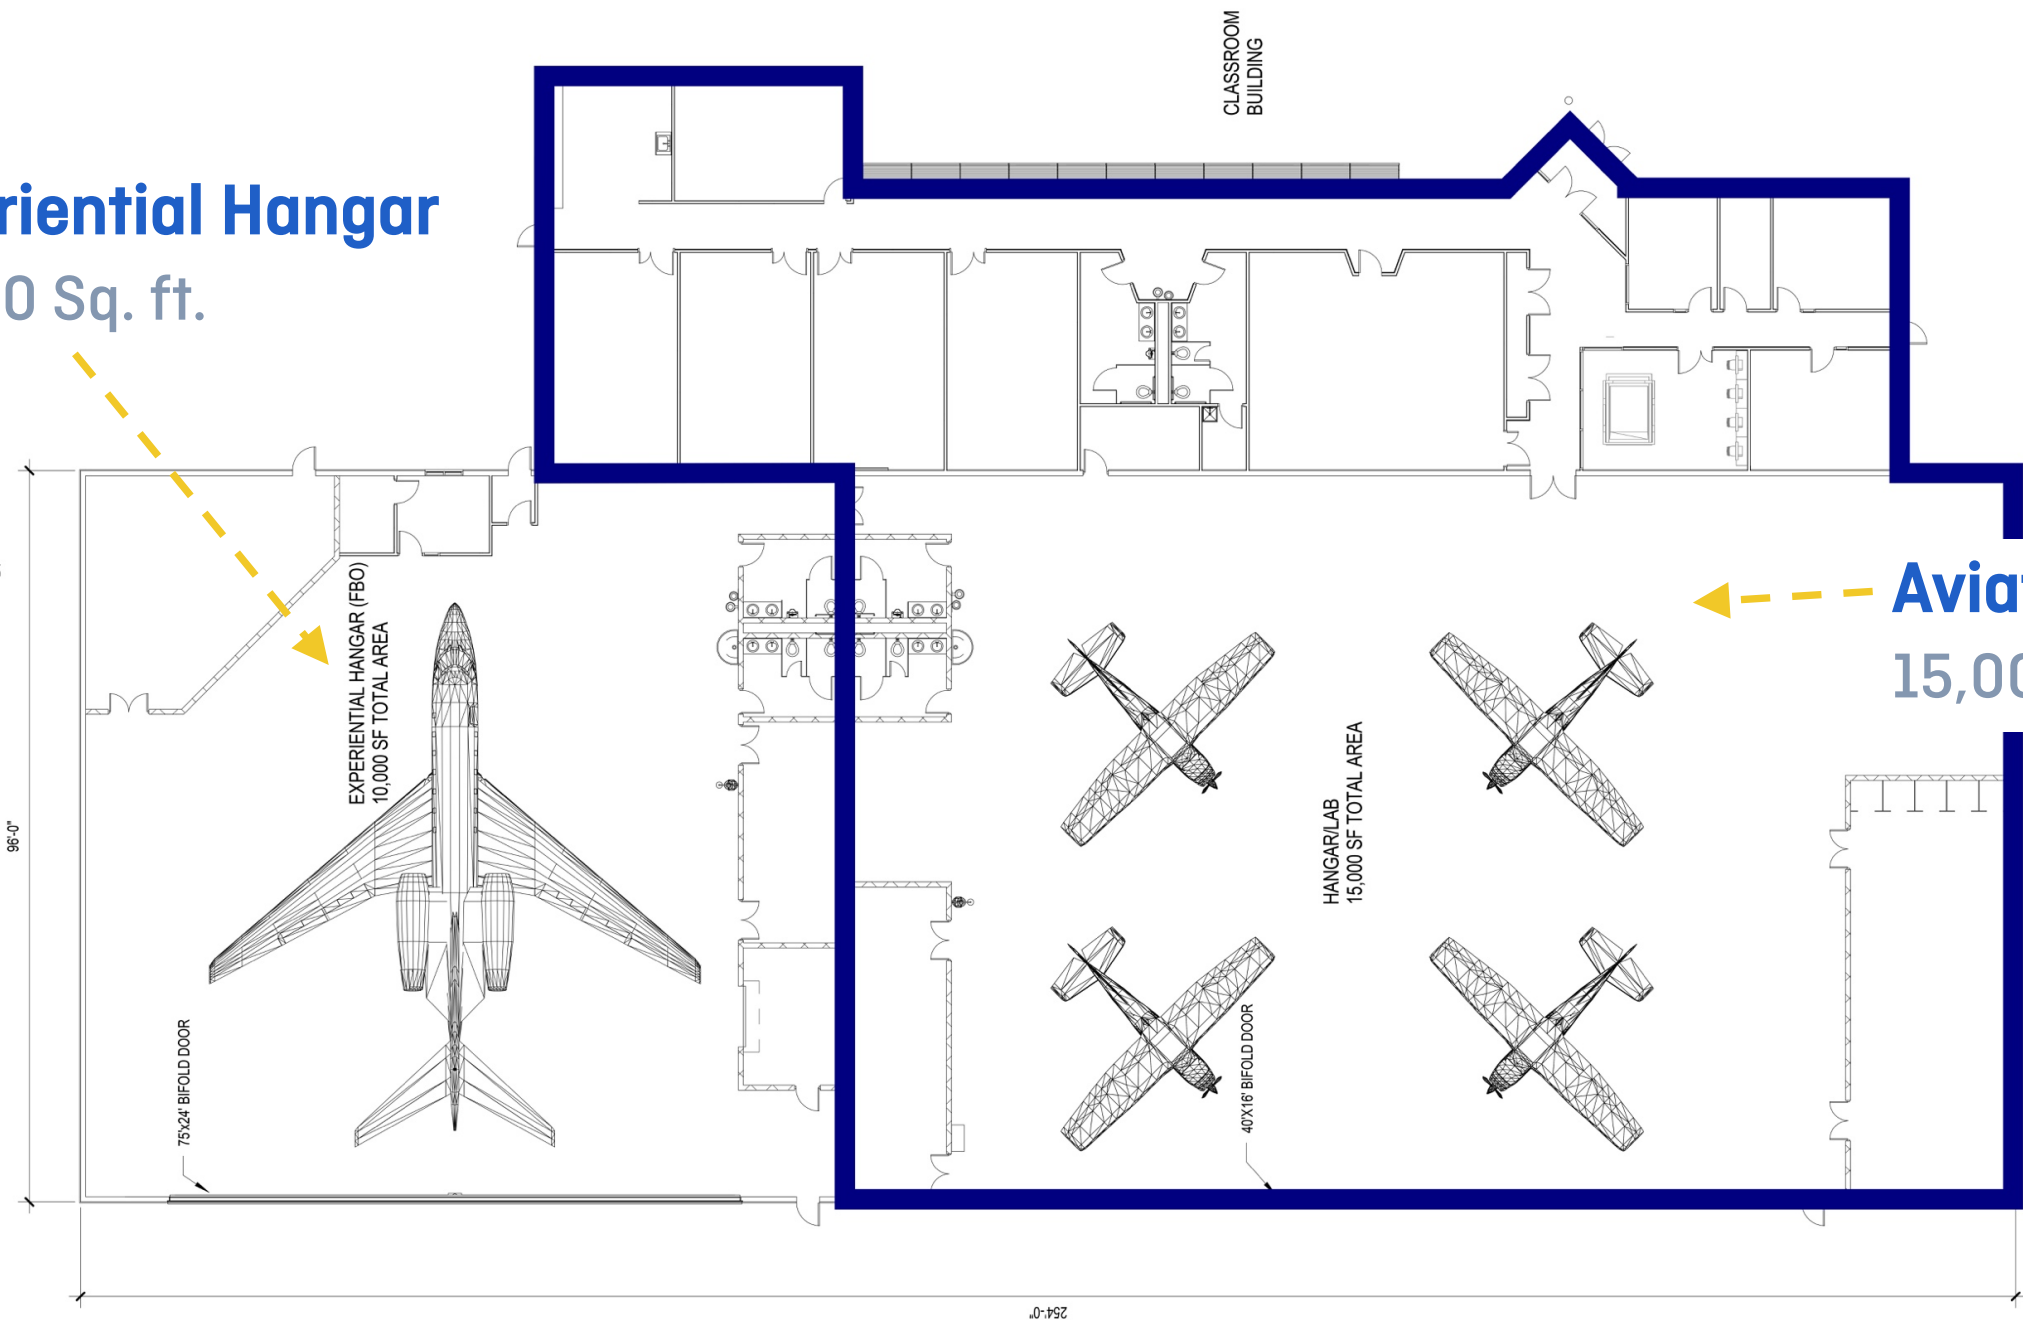 CLASSROOM
BUILDING
riential Hangar
0 Sq. ft.
EXPERIENTIAL HANGAR (FBO)
10,000 SF TOTAL AREA
Aviat
15,00
HANGAR/LAB
15,000 SF TOTAL AREA
96'-0"
75'x24' BIFOLD DOOR
40'X16' BIFOLD DOOR
254'-0"